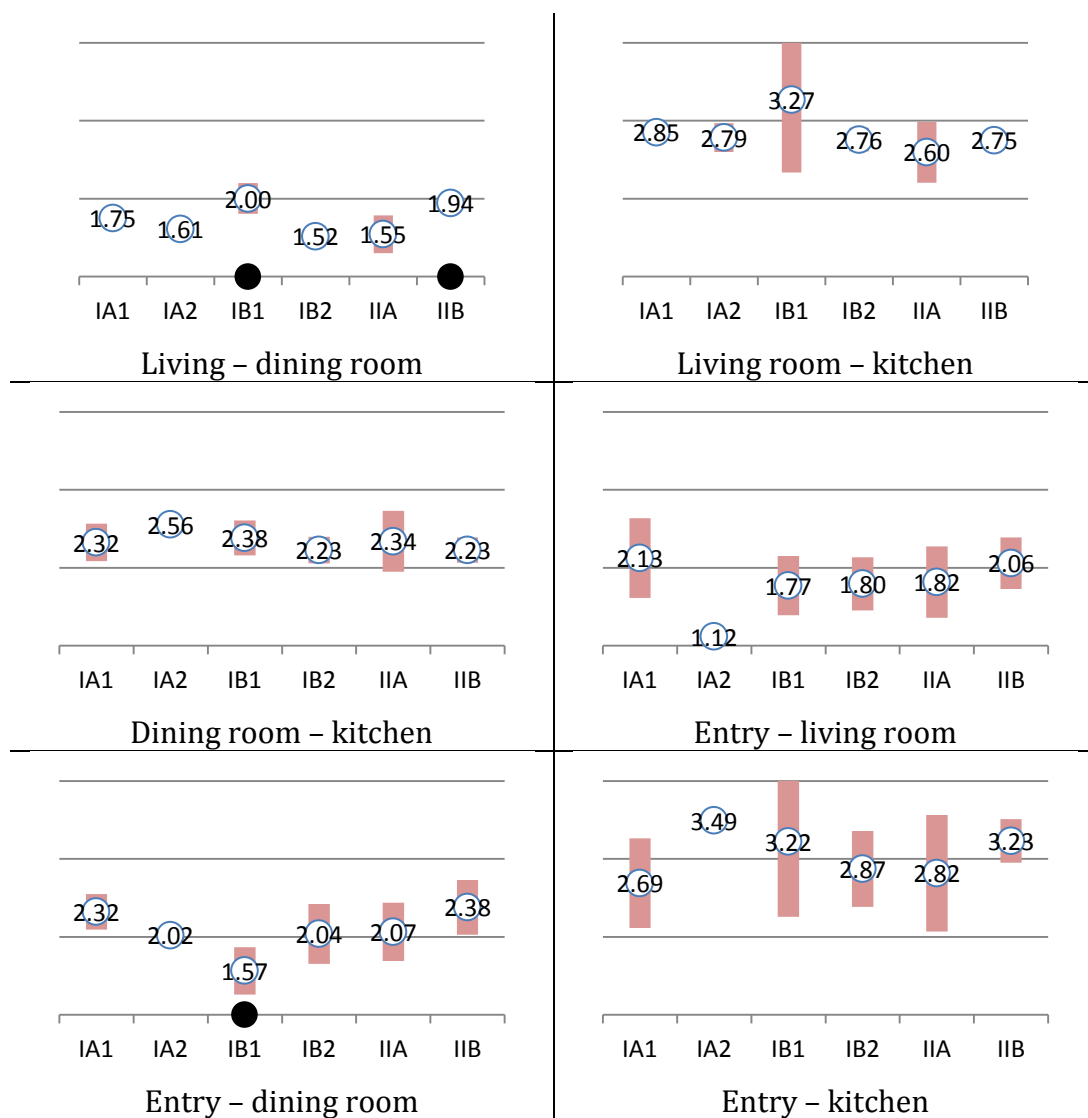 1.75 1.61 2.00 1.52 1.55 1.94
IA1 IA2 IB1 IB2 IIA IIB
Living – dining room
2.85 2.79 3.27 2.76 2.60 2.75
IA1 IA2 IB1 IB2 IIA IIB
Living room – kitchen
2.32 2.56 2.38 2.23 2.34 2.23
IA1 IA2 IB1 IB2 IIA IIB
Dining room – kitchen
2.13 1.12 1.77 1.80 1.82 2.06
IA1 IA2 IB1 IB2 IIA IIB
Entry – living room
2.32 2.02 1.57 2.04 2.07 2.38
IA1 IA2 IB1 IB2 IIA IIB
Entry – dining room
2.69 3.49 3.22 2.87 2.82 3.23
IA1 IA2 IB1 IB2 IIA IIB
Entry – kitchen